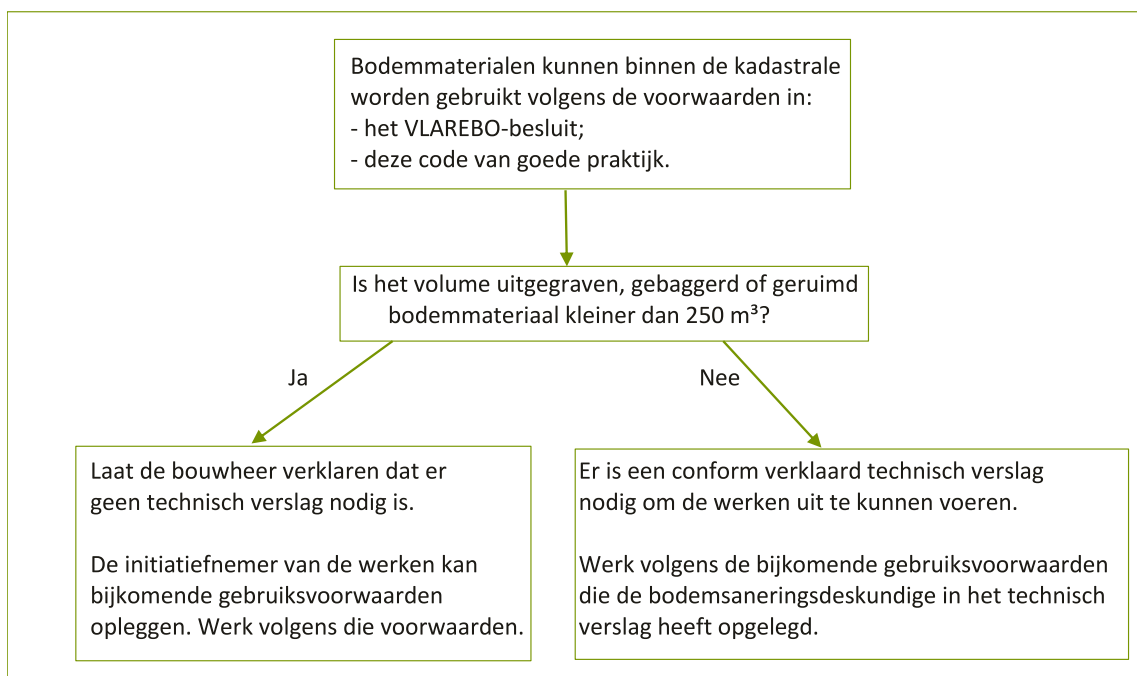 Bodemmaterialen kunnen binnen de kadastrale
worden gebruikt volgens de voorwaarden in:
- het VLAREBO-besluit;
- deze code van goede praktijk.
Is het volume uitgegraven, gebaggerd of geruimd
bodemmateriaal kleiner dan 250 m³?
Ja
Nee
Laat de bouwheer verklaren dat er
geen technisch verslag nodig is.
De initiatiefnemer van de werken kan
bijkomende gebruiksvoorwaarden
opleggen. Werk volgens die voorwaarden.
Er is een conform verklaard technisch verslag
nodig om de werken uit te kunnen voeren.
Werk volgens de bijkomende gebruiksvoorwaarden
die de bodemsaneringsdeskundige in het technisch
verslag heeft opgelegd.